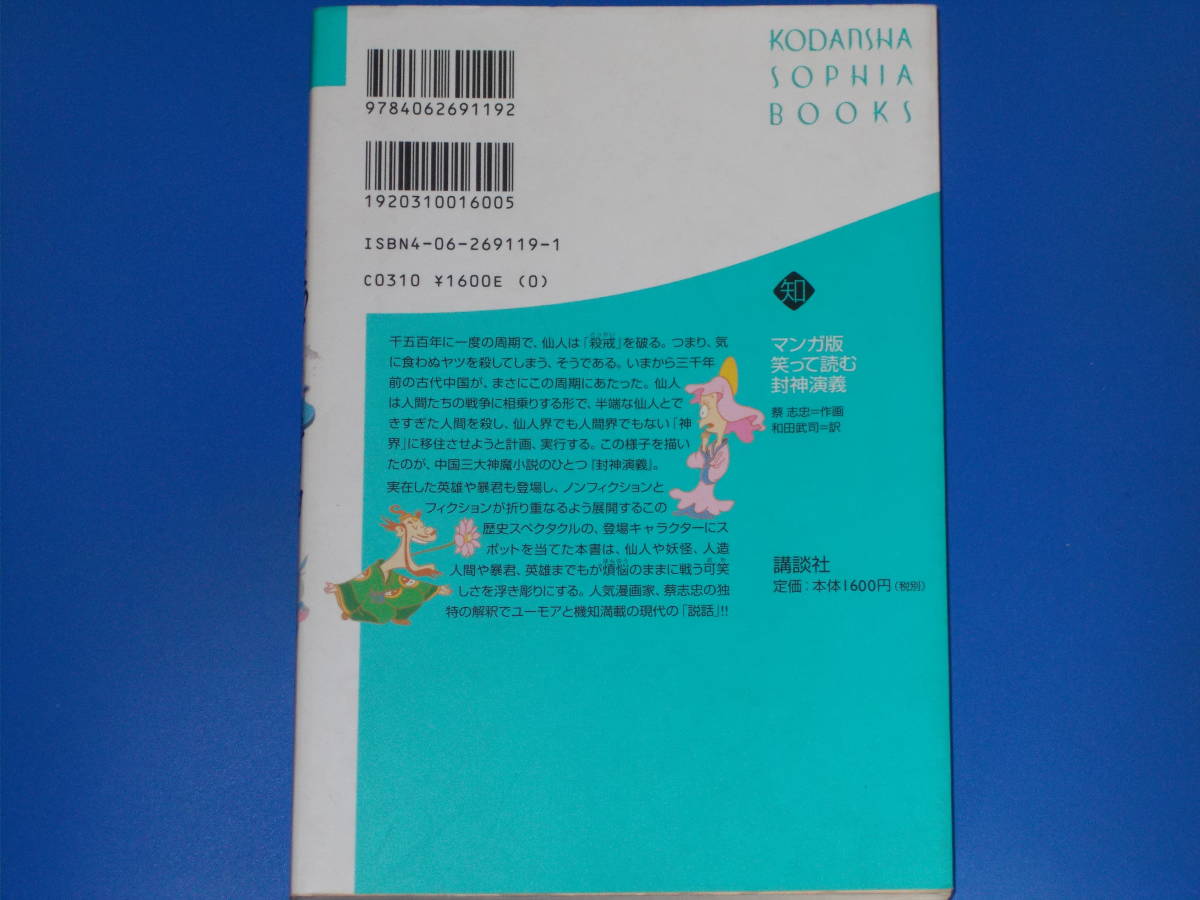 9784062691192
1920310016005
ISBN4-06-269119-1
C0310 ¥1600E (0)
KODANSHA
SOPHIA
BOOKS
知
マンガ版
笑って読む
封神演義
蔡 志忠=作画
和田武司=訳
千五百年に一度の周期で、仙人は「殺戒」を破る。つまり、気
に食わぬヤツを殺してしまう、そうである。いまから三千年
前の古代中国が、まさにこの周期にあたった。仙人
は人間たちの戦争に相乗りする形で、半端な仙人とで
きすぎた人間を殺し、仙人界でも人間界でもない「神
界」に移住させようと計画、実行する。この様子を描い
たのが、中国三大神魔小説のひとつ『封神演義』。
実在した英雄や暴君も登場し、ノンフィクションと
フィクションが折り重なるよう展開するこの
歴史スペクタクルの、登場キャラクターにス
ポットを当てた本書は、仙人や妖怪、人造
人間や暴君、英雄までもが煩悩のままに戦う可笑
しさを浮き彫りにする。人気漫画家、蔡志忠の独
特の解釈でユーモアと機知満載の現代の「説話」!!
講談社
定価:本体1600円(税別)